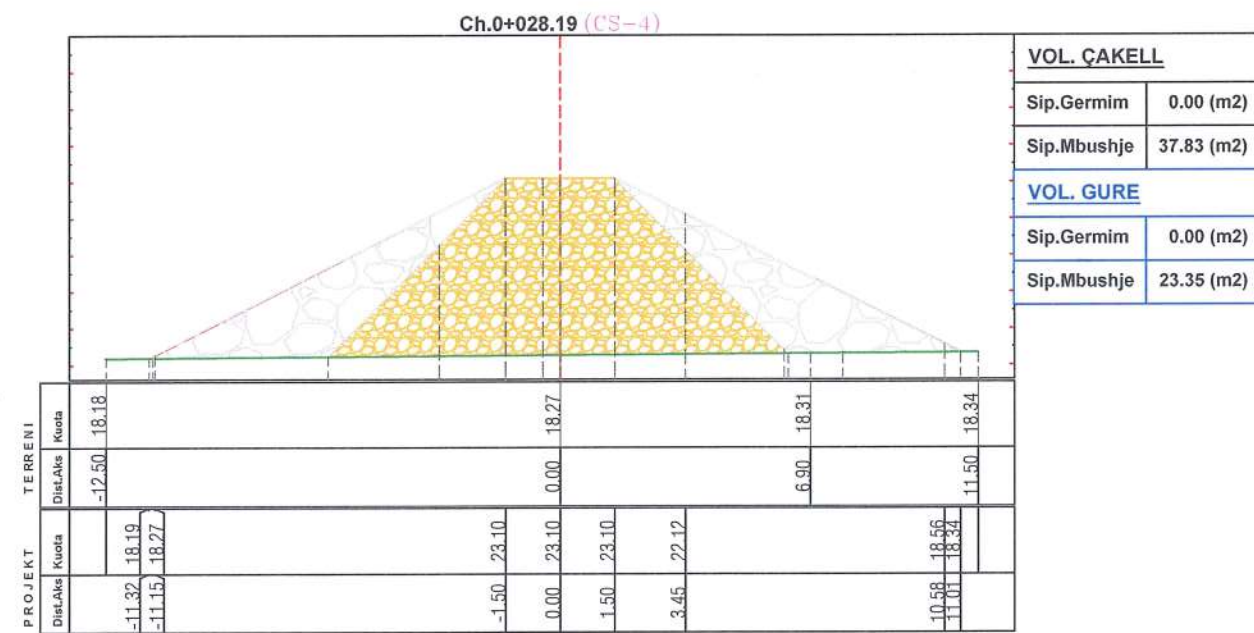 Ch.0+028.19 (CS-4)
VOL. ÇAKELL
Sip.Germim 0.00 (m2)
Sip.Mbushje 37.83 (m2)
VOL. GURE
Sip.Germim 0.00 (m2)
Sip.Mbushje 23.35 (m2)
TERRENI
Kuota 18.18 18.27 18.31 18.34
Dist.Aks -12.50 0.00 6.90 11.50
PROJEKT
Kuota 18.19 18.27 23.10 23.10 23.10 22.12 18.56 18.34
Dist.Aks -11.32 -11.15 -1.50 0.00 1.50 3.45 10.58 11.01